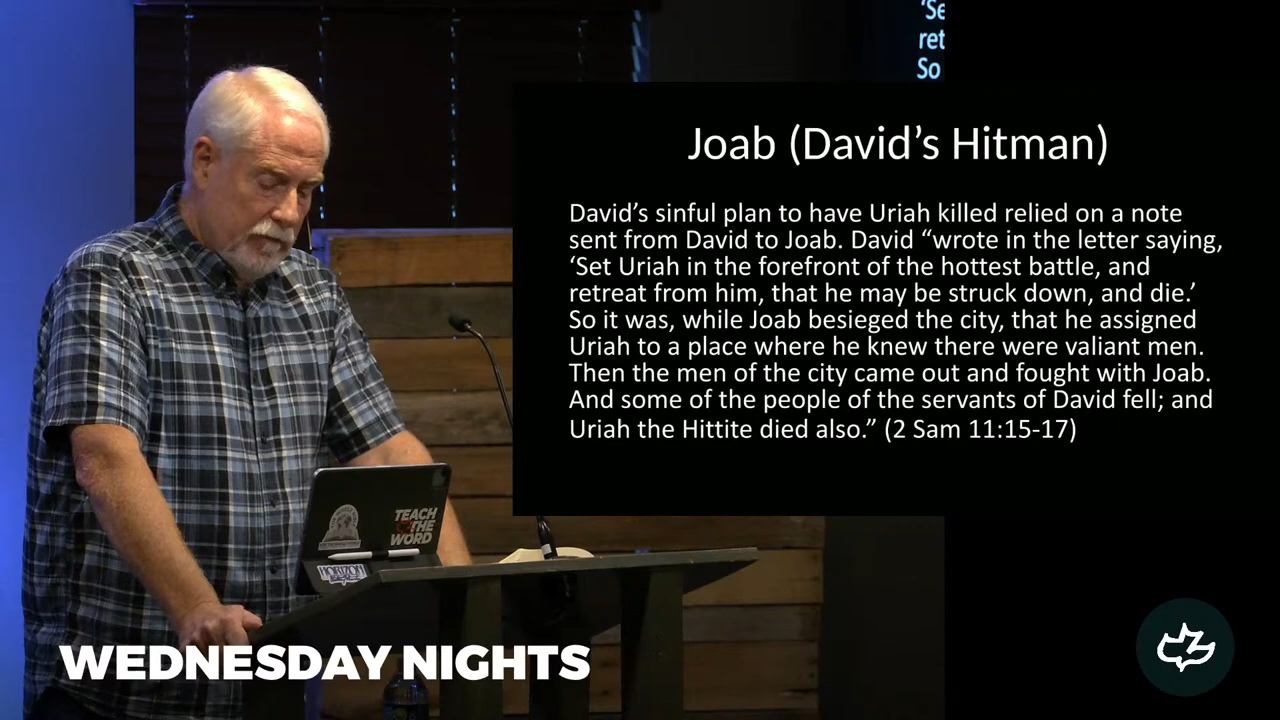 'Se
ret
So
Joab (David's Hitman)
David's sinful plan to have Uriah killed relied on a note
sent from David to Joab. David “wrote in the letter saying,
‘Set Uriah in the forefront of the hottest battle, and
retreat from him, that he may be struck down, and die.’
So it was, while Joab besieged the city, that he assigned
Uriah to a place where he knew there were valiant men.
Then the men of the city came out and fought with Joab.
And some of the people of the servants of David fell; and
Uriah the Hittite died also.” (2 Sam 11:15-17)
TEACH
THE
WORD
HORIZON
WEDNESDAY NIGHTS